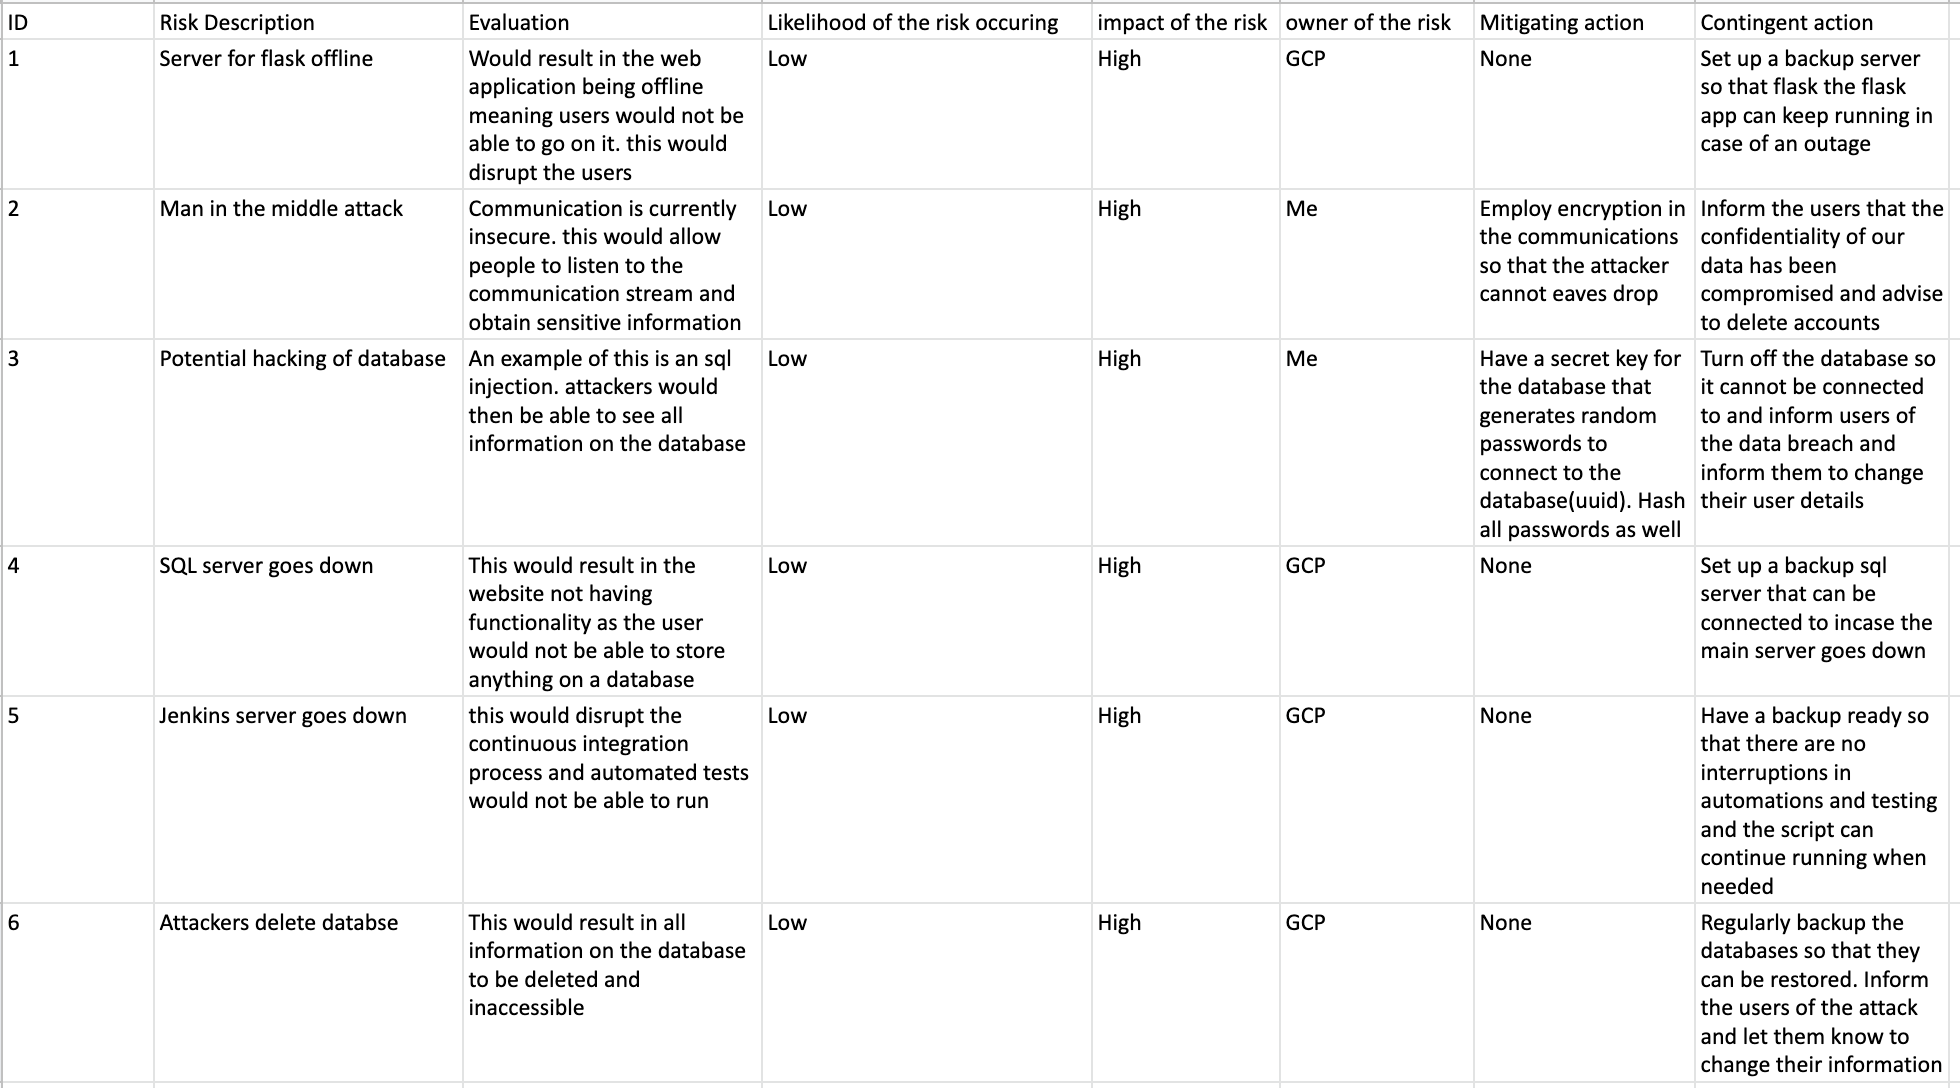 ID
Risk Description
Evaluation
Likelihood of the risk occuring
impact of the risk
owner of the risk
Mitigating action
Contingent action
1
Server for flask offline
Would result in the web
application being offline
meaning users would not be
able to go on it. this would
disrupt the users
Low
High
GCP
None
Set up a backup server
so that flask the flask
app can keep running in
case of an outage
2
Man in the middle attack
Communication is currently
insecure. this would allow
people to listen to the
communication stream and
obtain sensitive information
Low
High
Me
Employ encryption in
the communications
so that the attacker
cannot eaves drop
Inform the users that the
confidentiality of our
data has been
compromised and advise
to delete accounts
3
Potential hacking of database
An example of this is an sql
injection. attackers would
then be able to see all
information on the database
Low
High
Me
Have a secret key for
the database that
generates random
passwords to
connect to the
database(uuid). Hash
all passwords as well
Turn off the database so
it cannot be connected
to and inform users of
the data breach and
inform them to change
their user details
4
SQL server goes down
This would result in the
website not having
functionality as the user
would not be able to store
anything on a database
Low
High
GCP
None
Set up a backup sql
server that can be
connected to incase the
main server goes down
5
Jenkins server goes down
this would disrupt the
continuous integration
process and automated tests
would not be able to run
Low
High
GCP
None
Have a backup ready so
that there are no
interruptions in
automations and testing
and the script can
continue running when
needed
6
Attackers delete databse
This would result in all
information on the database
to be deleted and
inaccessible
Low
High
GCP
None
Regularly backup the
databases so that they
can be restored. Inform
the users of the attack
and let them know to
change their information